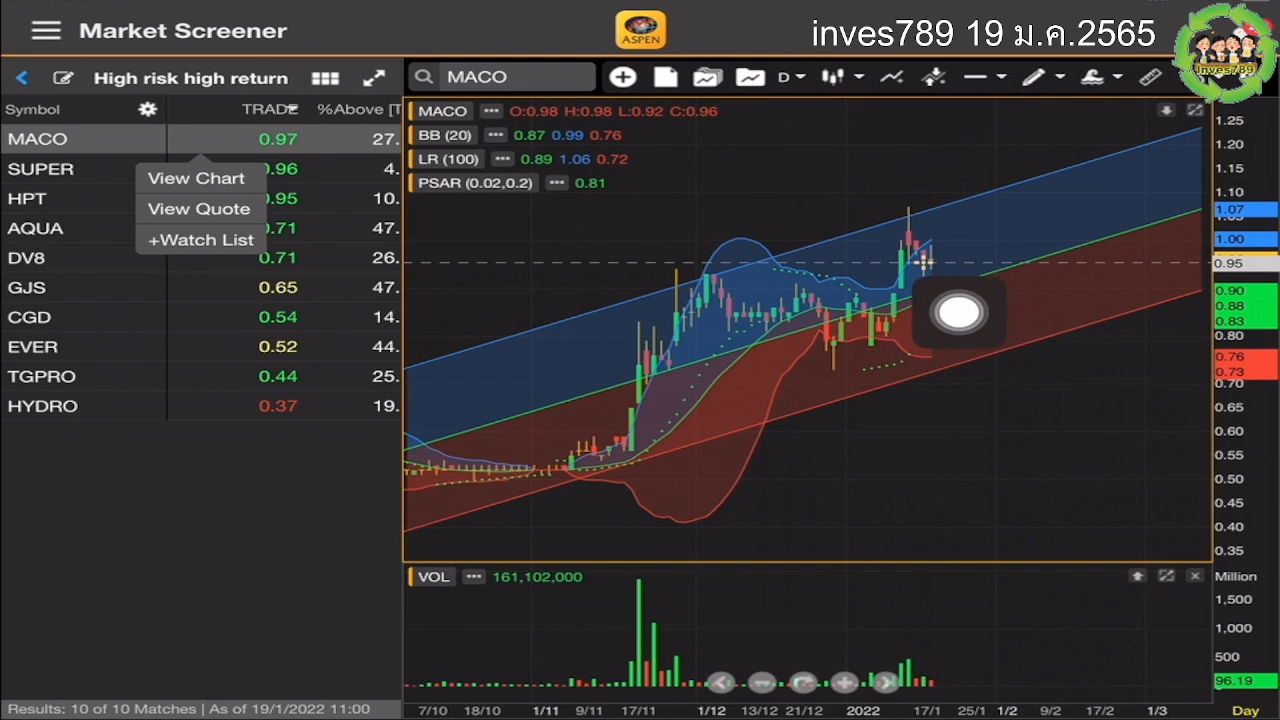 Market Screener
ASPEN
inves789 19 ม.ค.2565
Inves789
High risk high return
MACO
D
Symbol TRADE %Above [T
MACO 0.97 27.
SUPER 0.96 4.
HPT 0.95 10.
AQUA 0.71 47.
DV8 0.71 26.
GJS 0.65 47.
CGD 0.54 14.
EVER 0.52 44.
TGPRO 0.44 25.
HYDRO 0.37 19.
View Chart
View Quote
+Watch List
Results: 10 of 10 Matches | As of 19/1/2022 11:00
MACO O:0.98 H:0.98 L:0.92 C:0.96
BB (20) 0.87 0.99 0.76
LR (100) 0.89 1.06 0.72
PSAR (0.02,0.2) 0.81
1.25
1.20
1.15
1.10
1.07
1.05
1.00
0.95
0.90
0.88
0.83
0.80
0.76
0.73
0.70
0.65
0.60
0.55
0.50
0.45
0.40
0.35
VOL 161,102,000
Million
1,500
1,000
500
96.19
7/10 18/10 1/11 9/11 17/11 1/12 13/12 21/12 2022 17/1 25/1 1/2 9/2 17/2 1/3 Day